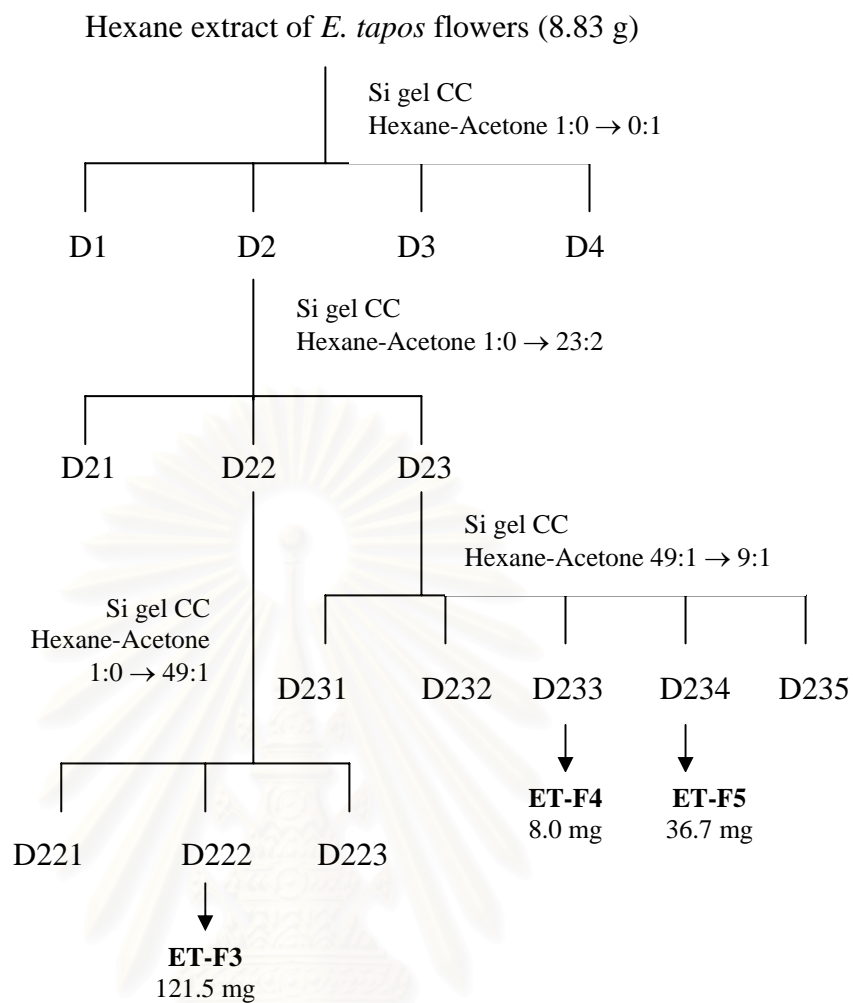 Hexane extract of E. tapos flowers (8.83 g)
Si gel CC
Hexane-Acetone 1:0 → 0:1
D1 D2 D3 D4
Si gel CC
Hexane-Acetone 1:0 → 23:2
D21 D22 D23
Si gel CC
Hexane-Acetone 49:1 → 9:1
Si gel CC
Hexane-Acetone
1:0 → 49:1
D231 D232 D233 D234 D235
ET-F4 ET-F5
8.0 mg 36.7 mg
D221 D222 D223
ET-F3
121.5 mg